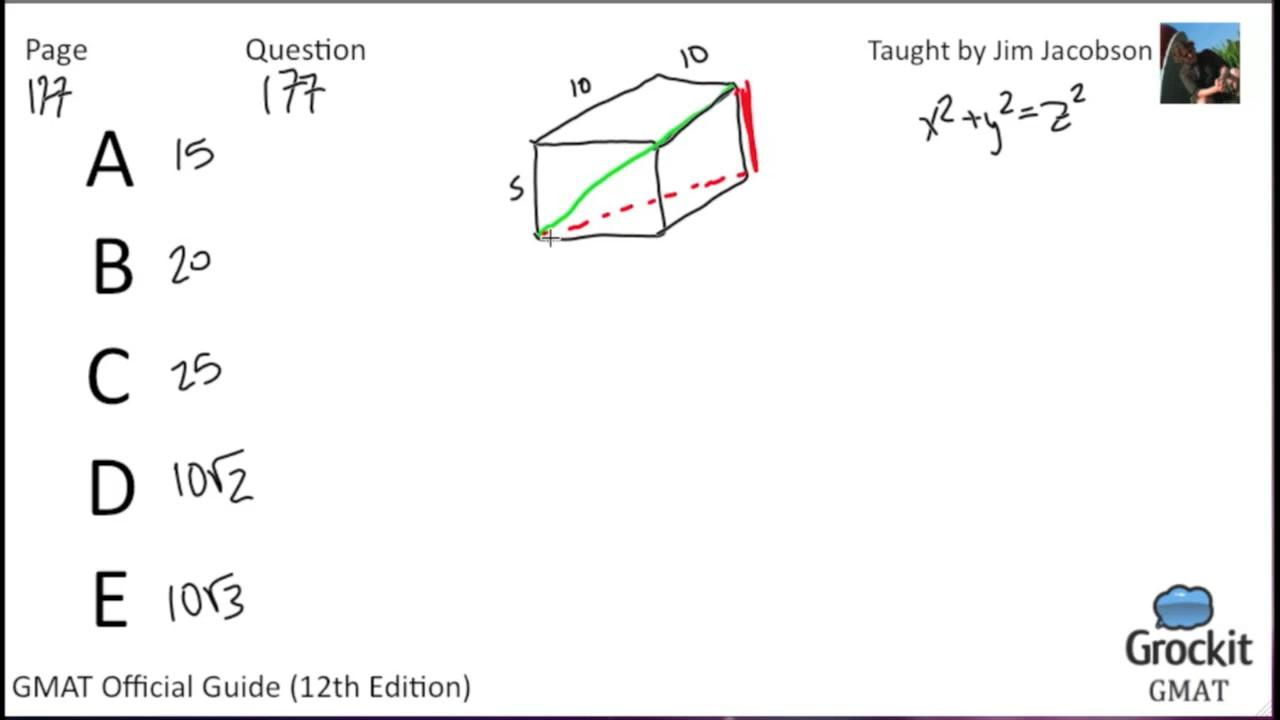 Page Question Taught by Jim Jacobson
177 177
x²+y²=z²
10 10
5
A 15
B 20
C 25
D 10√2
E 10√3
Grockit
GMAT
GMAT Official Guide (12th Edition)